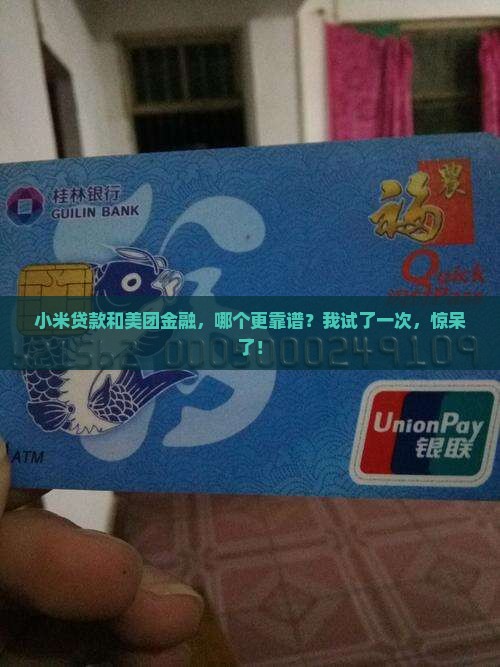 桂林银行
GUILIN BANK
農
福
Quick
小米贷款和美团金融，哪个更靠谱？我试了一次，惊呆
了！
ATM
UnionPay
银联